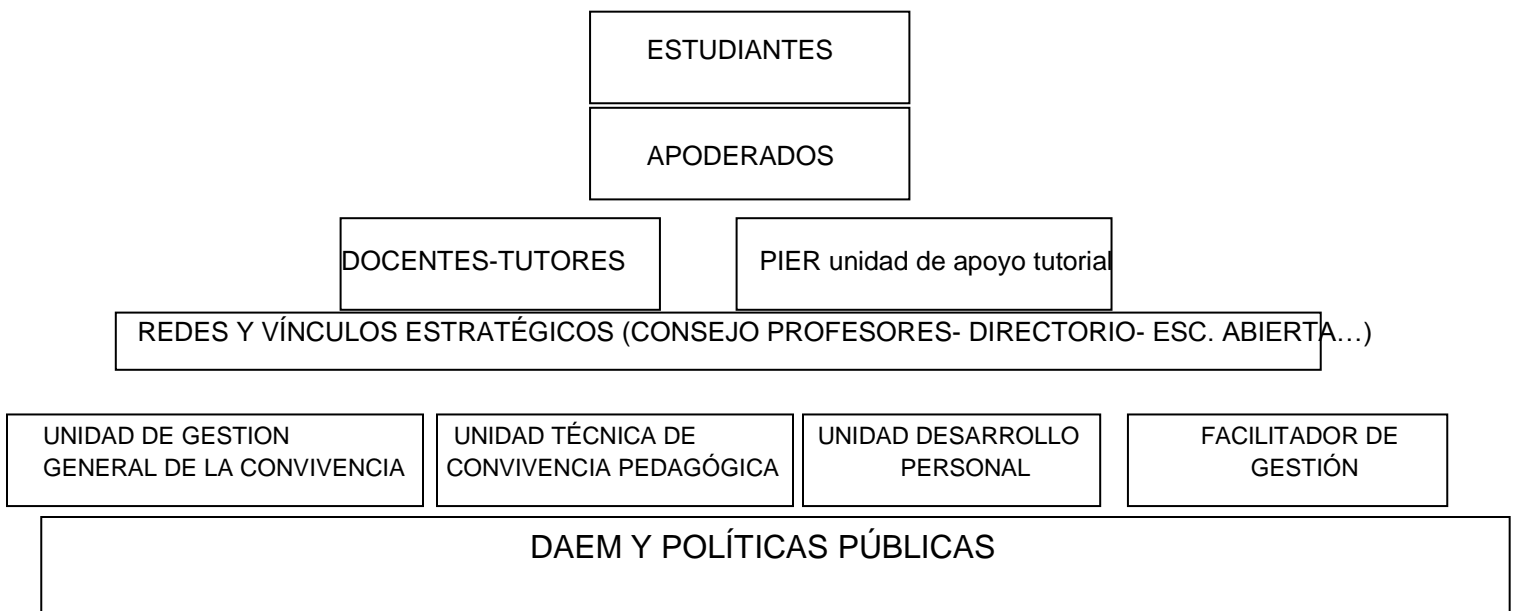 ESTUDIANTES
APODERADOS
DOCENTES-TUTORES
PIER unidad de apoyo tutorial
REDES Y VÍNCULOS ESTRATÉGICOS (CONSEJO PROFESORES- DIRECTORIO- ESC. ABIERTA…)
UNIDAD DE GESTION
GENERAL DE LA CONVIVENCIA
UNIDAD TÉCNICA DE
CONVIVENCIA PEDAGÓGICA
UNIDAD DESARROLLO
PERSONAL
FACILITADOR DE
GESTIÓN
DAEM Y POLÍTICAS PÚBLICAS